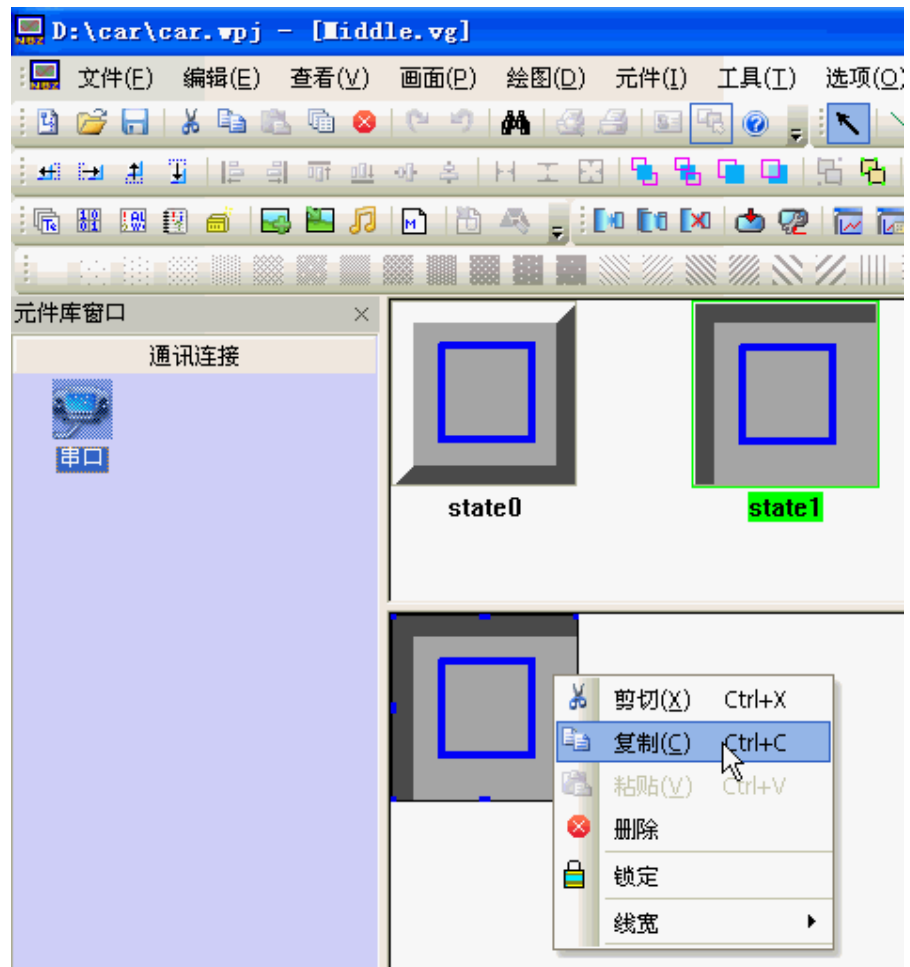 D:\car\car.wpj - [Middle.vg]
文件(F) 编辑(E) 查看(V) 画面(P) 绘图(D) 元件(I) 工具(T) 选项(O)
元件库窗口
通讯连接
串口
state0 state1
剪切(X) Ctrl+X
复制(C) Ctrl+C
粘贴(V) Ctrl+V
删除
锁定
线宽